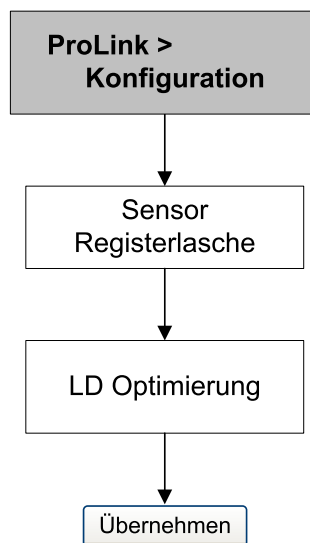 ProLink >
Konfiguration
Sensor
Registerlasche
LD Optimierung
Übernehmen